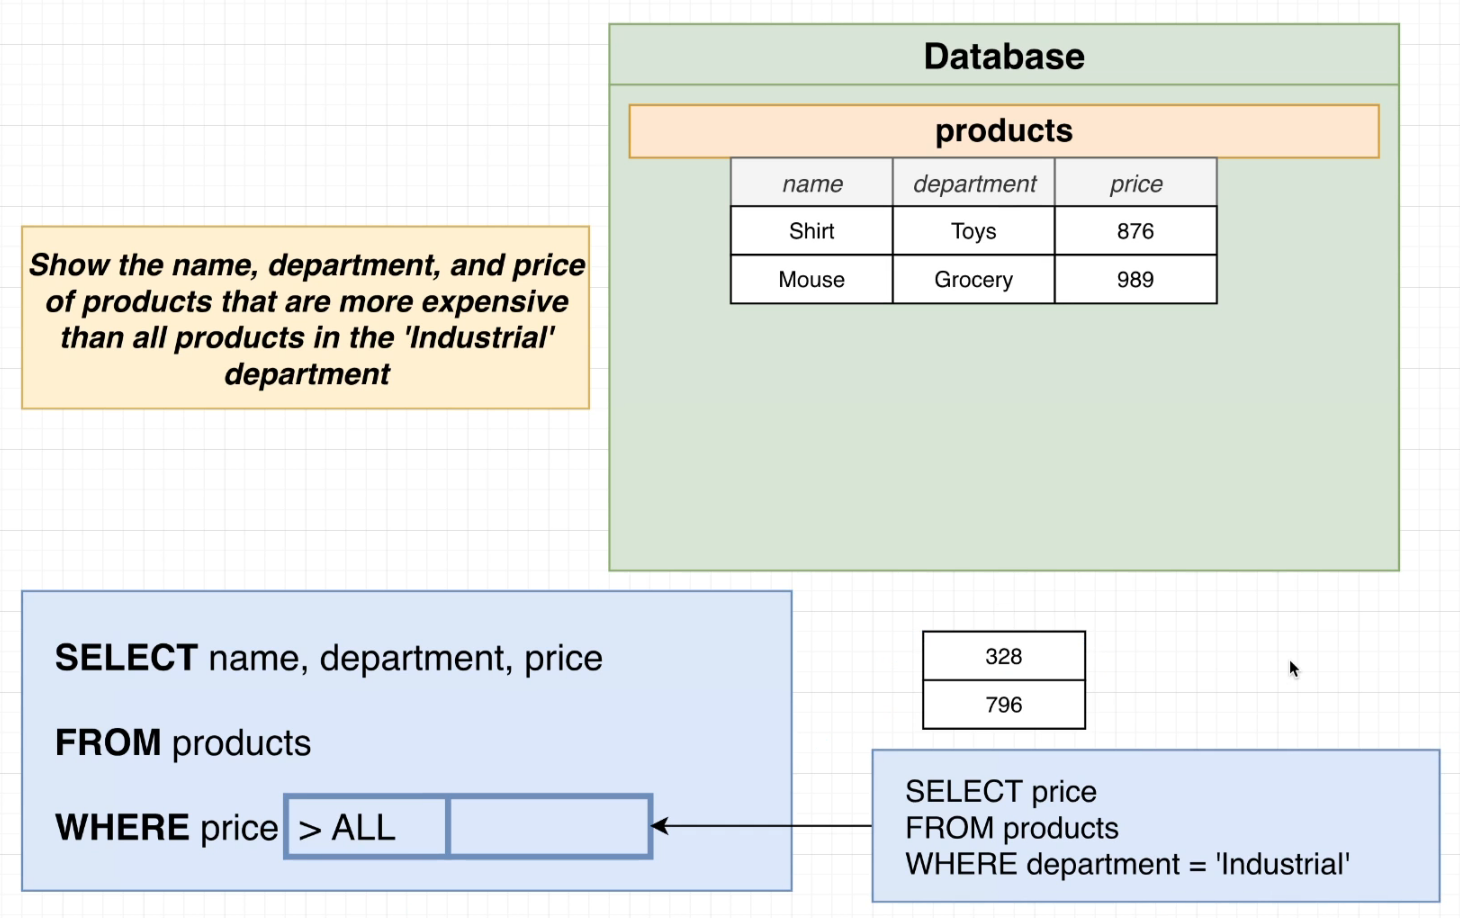 Database
products
name department price
Shirt Toys 876
Mouse Grocery 989
Show the name, department, and price
of products that are more expensive
than all products in the 'Industrial'
department
SELECT name, department, price
FROM products
WHERE price > ALL
328
796
SELECT price
FROM products
WHERE department = 'Industrial'